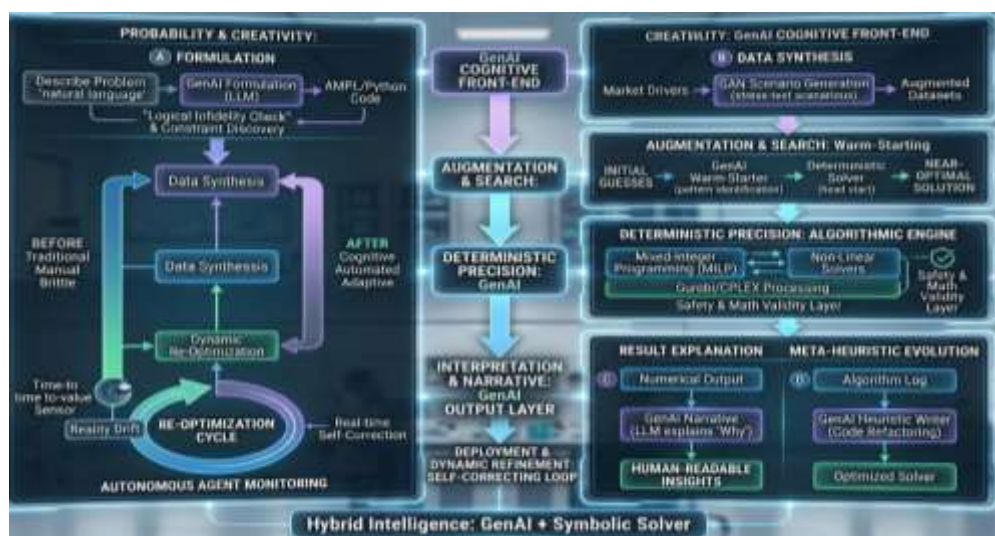 PROBABILITY & CREATIVITY:
A FORMULATION
Describe Problem
"natural language"
GenAI Formulation
(LLM)
AMPL/Python
Code
"Logical Infidelity Check"
& Constraint Discovery
Data Synthesis
BEFORE
Traditional
Manual
Brittle
Data Synthesis
AFTER
Cognitive
Automated
Adaptive
Dynamic
Re-Optimization
Time-to
time to-value
Sensor
Reality Drift
RE-OPTIMIZATION
CYCLE
Real-time
Self-Correction
AUTONOMOUS AGENT MONITORING
GenAI
COGNITIVE
FRONT-END
AUGMENTATION
& SEARCH:
DETERMINISTIC
PRECISION:
GenAI
INTERPRETATION
& NARRATIVE:
GenAI
OUTPUT LAYER
DEPLOYMENT &
DYNAMIC REFINEMENT
SELF-CORRECTING LOOP
CREATIVITY: GenAI COGNITIVE FRONT-END
B DATA SYNTHESIS
Market Drivers
GAN Scenario Generation
Augmented
Datasets
AUGMENTATION & SEARCH: Warm-Starting
INITIAL
GUESSES
GenAI
Warm-Starter
(pattern identification)
Deterministic
Solver
(head start)
NEAR-
OPTIMAL
SOLUTION
DETERMINISTIC PRECISION: ALGORITHMIC ENGINE
Mixed-Integer
Programming (MILP)
Non-Linear
Solvers
Gurobi/CPLEX Processing
Safety & Math Validity Layer
Safety &
Math
Validity
Layer
RESULT EXPLANATION
C Numerical Output
GenAI Narrative
(LLM explains 'Why')
HUMAN-READABLE
INSIGHTS
META-HEURISTIC EVOLUTION
Algorithm Log
GenAI Heuristic Writer
(Code Refactoring)
Optimized Solver
Hybrid Intelligence: GenAI + Symbolic Solver